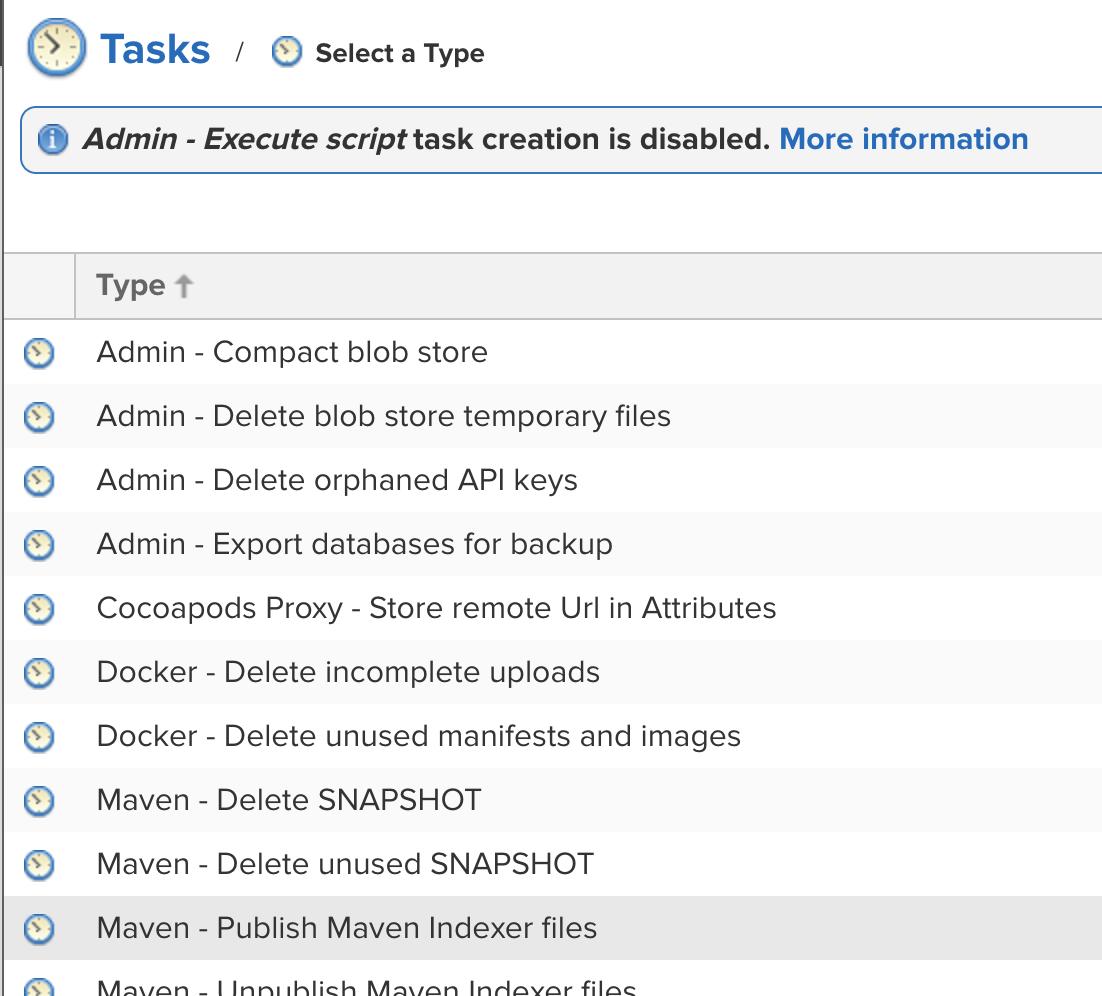 Tasks / Select a Type
Admin - Execute script task creation is disabled. More information
Type
Admin - Compact blob store
Admin - Delete blob store temporary files
Admin - Delete orphaned API keys
Admin - Export databases for backup
Cocoapods Proxy - Store remote Url in Attributes
Docker - Delete incomplete uploads
Docker - Delete unused manifests and images
Maven - Delete SNAPSHOT
Maven - Delete unused SNAPSHOT
Maven - Publish Maven Indexer files
Maven - Unpublish Maven Indexer files